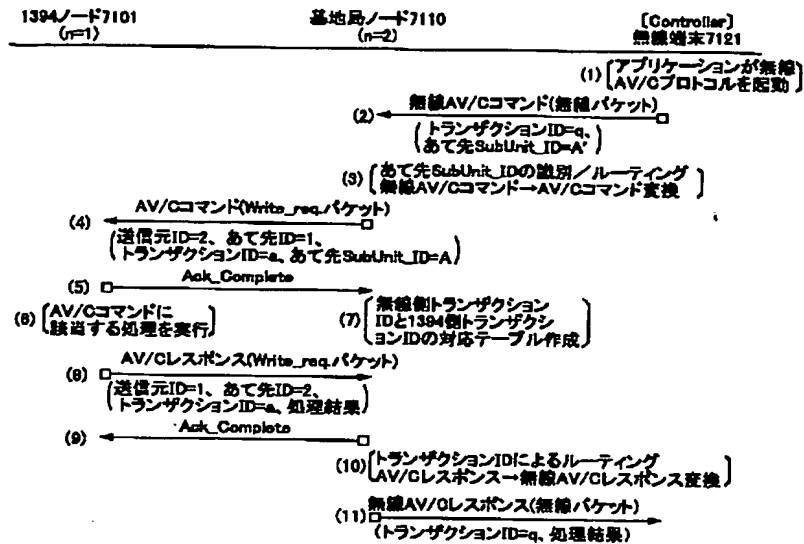 1394ノード7101
(n=1)
基地局ノード7110
(n=2)
[Controller]
無線端末7121
(1) アプリケーションが無線
AV/Cプロトコルを起動
無線AV/Cコマンド(無線パケット)
(2)
(トランザクションID=q、
あて先SubUnit_ID=A')
(3) あて先SubUnit_IDの識別/ルーティング
無線AV/Cコマンド→AV/Cコマンド変換
AV/Cコマンド(Write_req.パケット)
(4)
(送信元ID=2、あて先ID=1、
トランザクションID=a、あて先SubUnit_ID=A)
Ack_Complete
(5)
(6) AV/Cコマンドに
該当する処理を実行
(7) 無線側トランザクション
IDと1394側トランザクシ
ョンIDの対応テーブル作成
AV/Cレスポンス(Write_req.パケット)
(8)
(送信元ID=1、あて先ID=2、
トランザクションID=a、処理結果)
Ack_Complete
(9)
(10) トランザクションIDによるルーティング
AV/Cレスポンス→無線AV/Cレスポンス変換
無線AV/Cレスポンス(無線パケット)
(11)
(トランザクションID=q、処理結果)